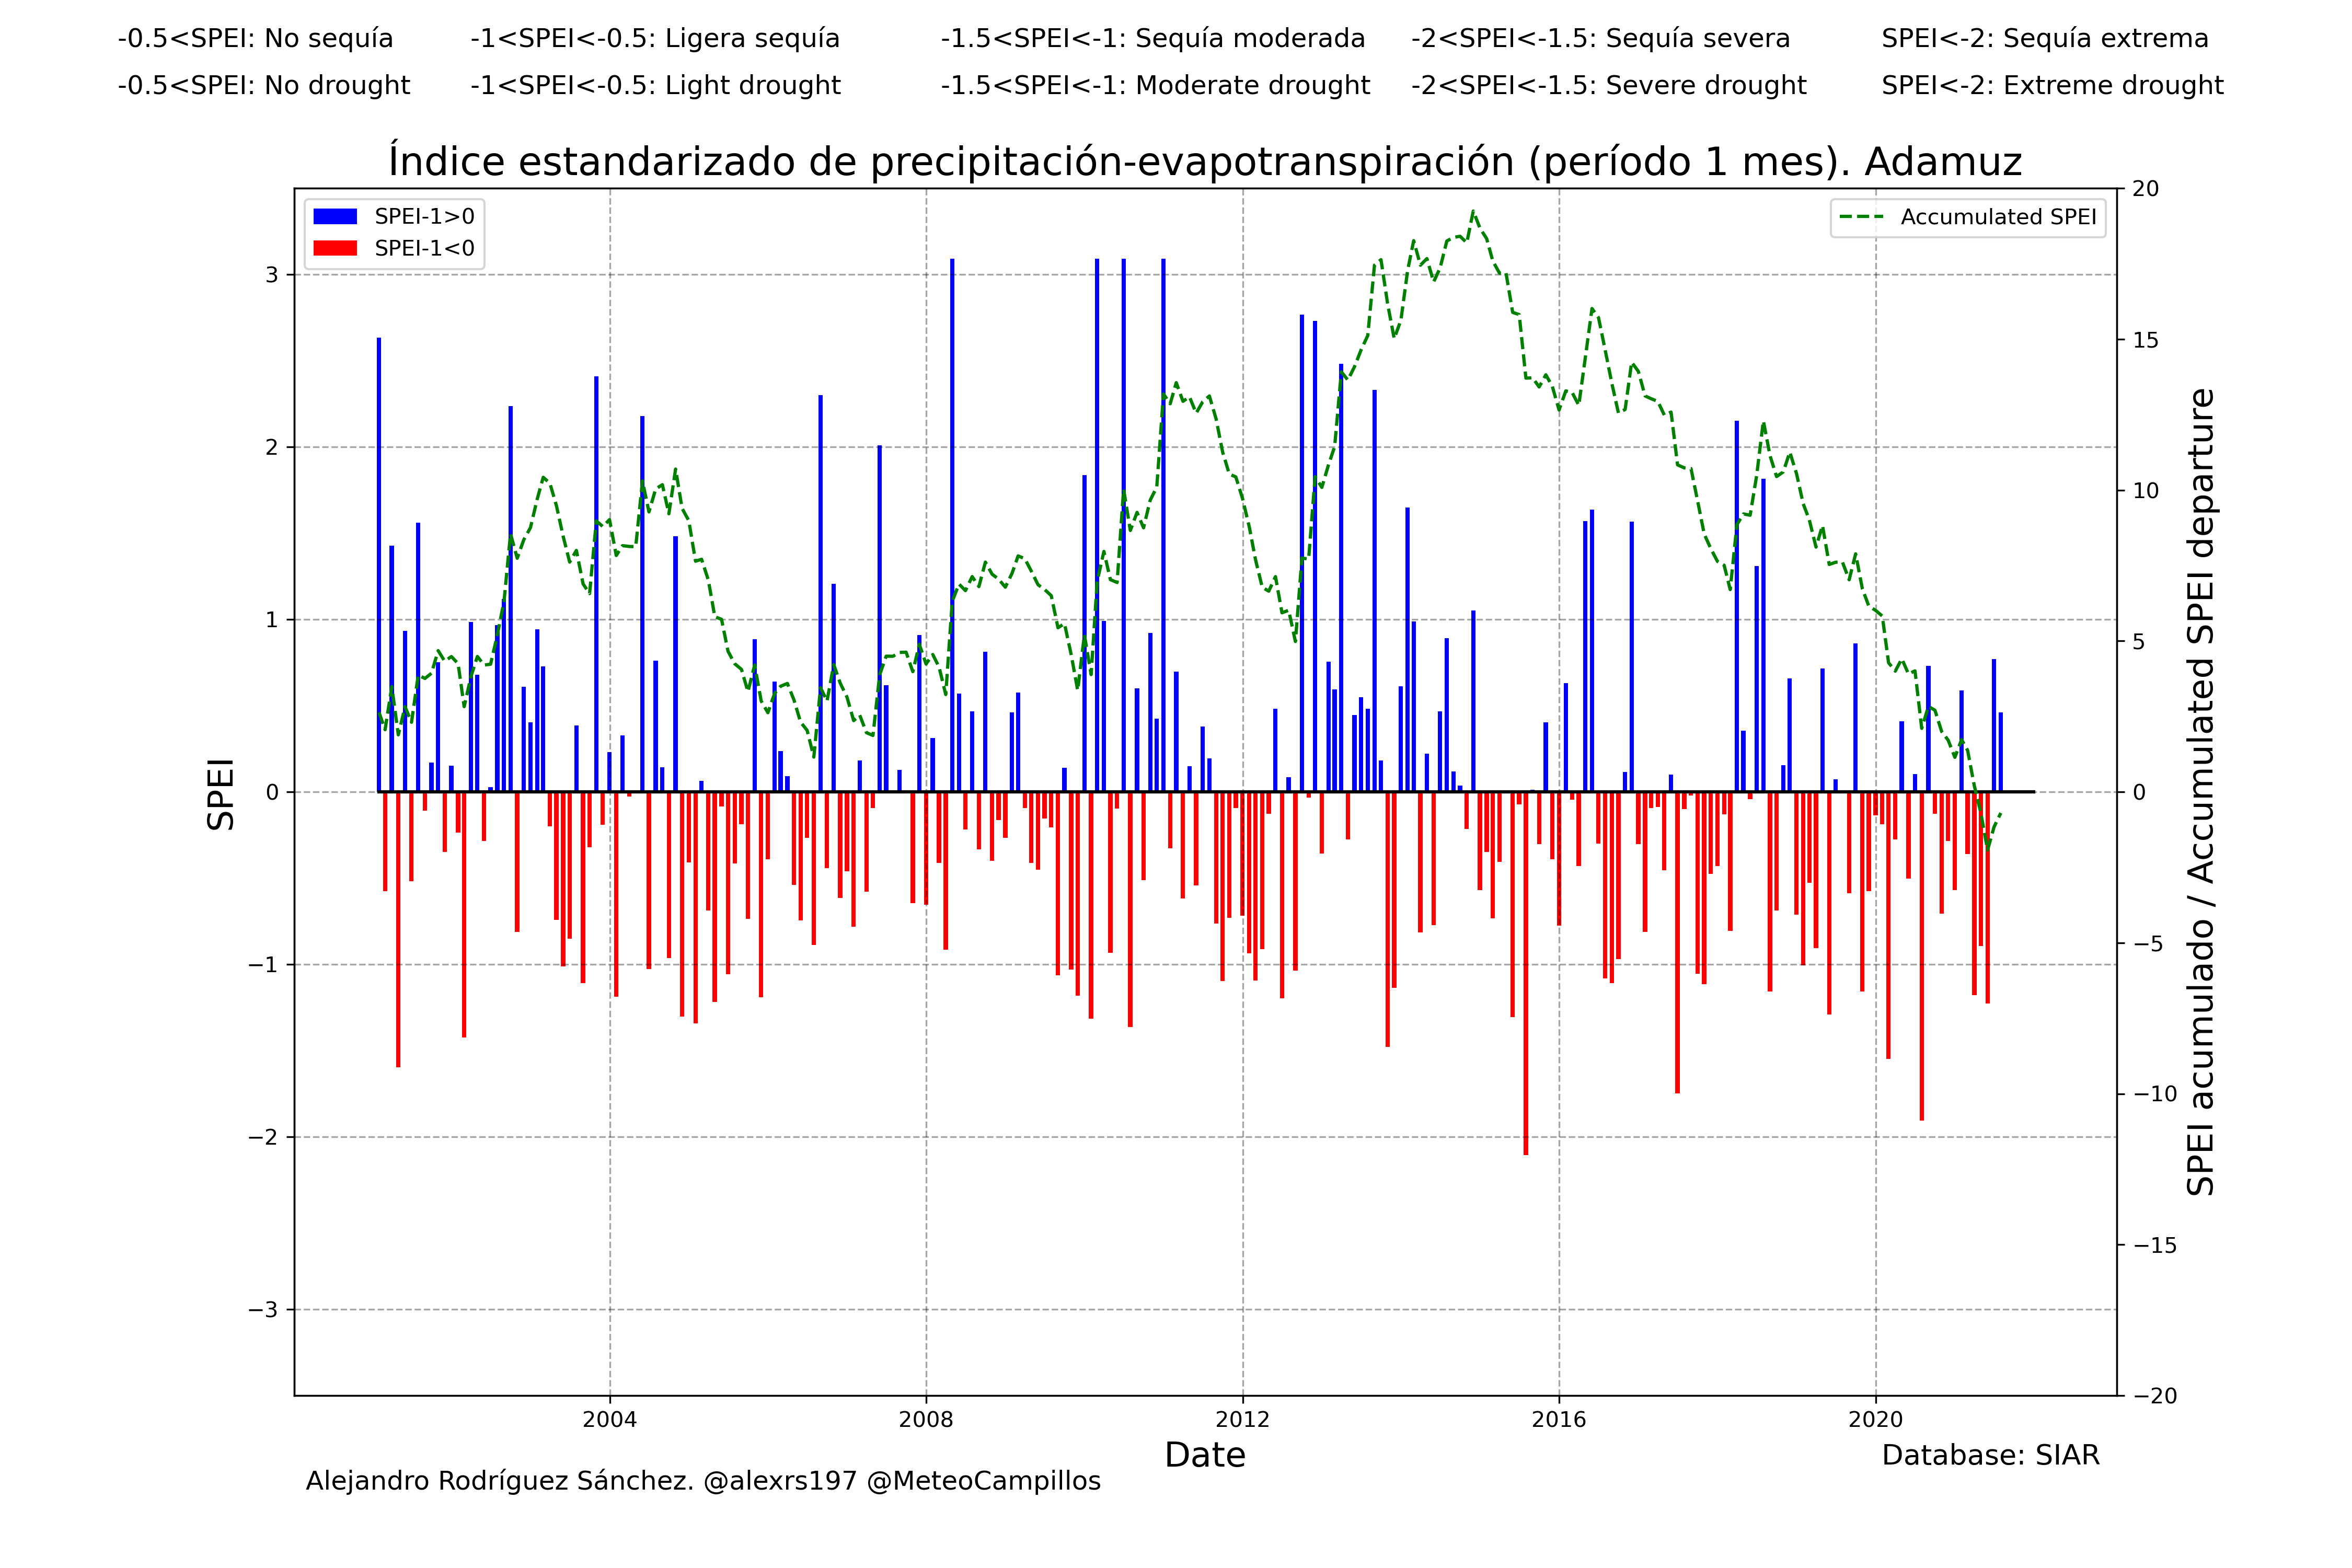 -0.5<SPEI: No sequía -1<SPEI<-0.5: Ligera sequía -1.5<SPEI<-1: Sequía moderada -2<SPEI<-1.5: Sequía severa SPEI<-2: Sequía extrema
-0.5<SPEI: No drought -1<SPEI<-0.5: Light drought -1.5<SPEI<-1: Moderate drought -2<SPEI<-1.5: Severe drought SPEI<-2: Extreme drought
Índice estandarizado de precipitación-evapotranspiración (período 1 mes). Adamuz
SPEI-1>0
SPEI-1<0
Accumulated SPEI
SPEI
3
2
1
0
−1
−2
−3
20
15
10
5
0
−5
−10
−15
−20
SPEI acumulado / Accumulated SPEI departure
2004 2008 2012 2016 2020
Date
Database: SIAR
Alejandro Rodríguez Sánchez. @alexrs197 @MeteoCampillos